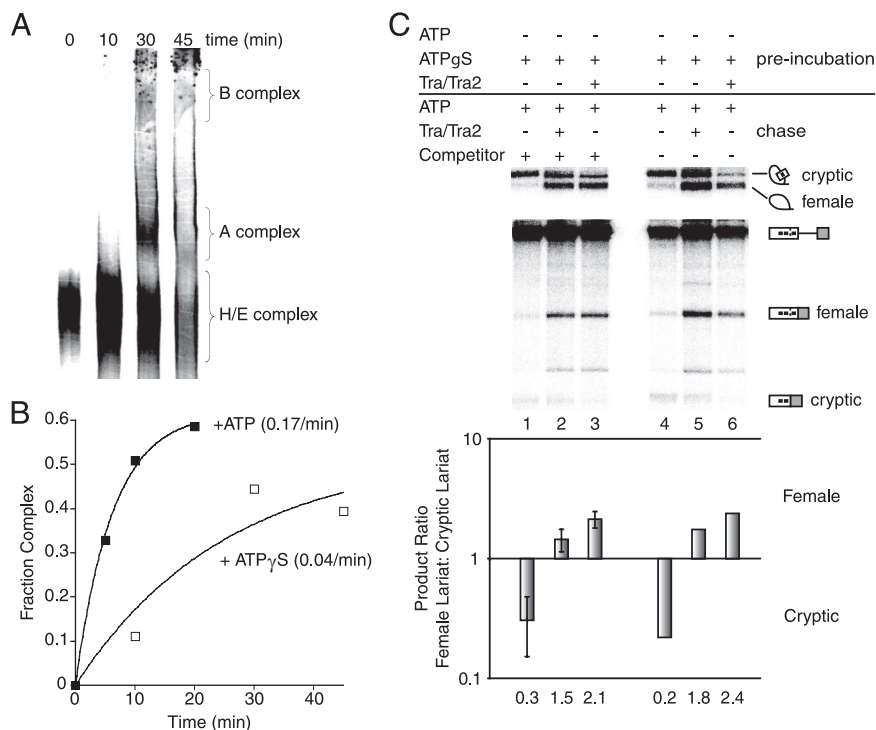 A
0 10 30 45 time (min)
B complex
A complex
H/E complex
B
0.6
0.5
0.4
0.3
0.2
0.1
0
+ATP (0.17/min)
+ ATPγS (0.04/min)
Fraction Complex
0 10 20 30 40
Time (min)
C
ATP - - - - - -
ATPgS + + + + + + pre-incubation
Tra/Tra2 - - + - - +
ATP + + + + + +
Tra/Tra2 - + - - + - chase
Competitor + + + - - -
cryptic
female
female
cryptic
1 2 3 4 5 6
10
1
0.1
Product Ratio
Female Lariat: Cryptic Lariat
Female
Cryptic
0.3 1.5 2.1 0.2 1.8 2.4